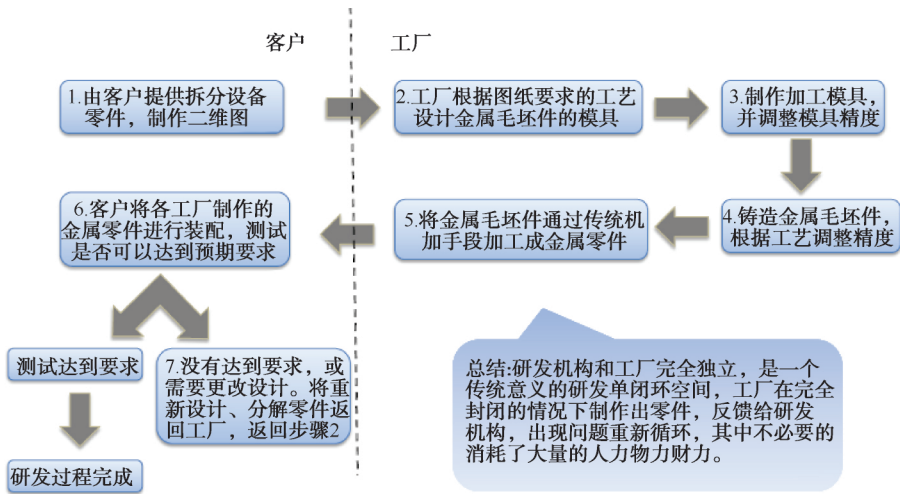 客户
工厂
1.由客户提供拆分设备
零件，制作二维图
2.工厂根据图纸要求的工艺
设计金属毛坯件的模具
3.制作加工模具，
并调整模具精度
4.铸造金属毛坯件，
根据工艺调整精度
5.将金属毛坯件通过传统机
加手段加工成金属零件
6.客户将各工厂制作的
金属零件进行装配，测试
是否可以达到预期要求
测试达到要求
研发过程完成
7.没有达到要求，或
需要更改设计。将重
新设计、分解零件返
回工厂，返回步骤2
总结:研发机构和工厂完全独立，是一个
传统意义的研发单闭环空间，工厂在完全
封闭的情况下制作出零件，反馈给研发
机构，出现问题重新循环，其中不必要的
消耗了大量的人力物力财力。